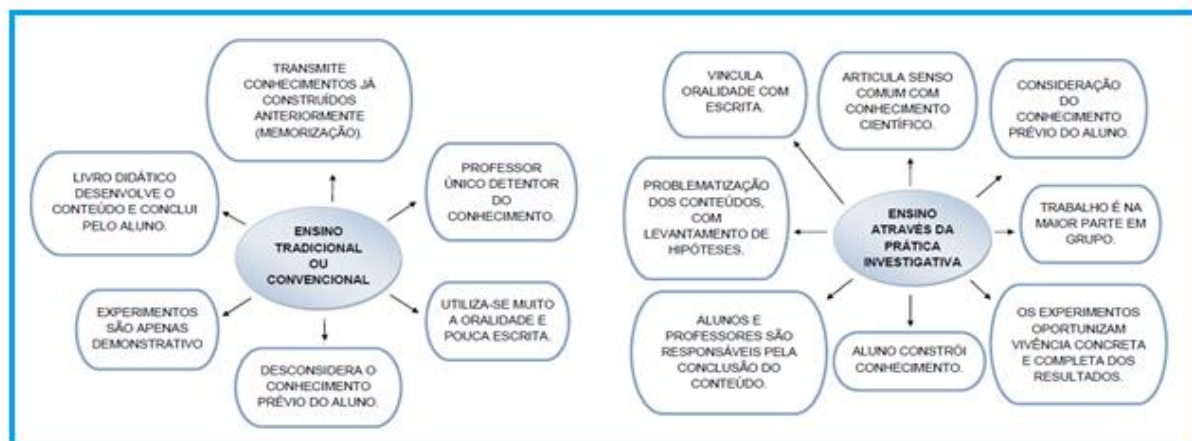 TRANSMITE
CONHECIMENTOS JÁ
CONSTRUÍDOS
ANTERIORMENTE
(MEMORIZAÇÃO).
LIVRO DIDÁTICO
DESENVOLVE O
CONTEÚDO E CONCLUI
PELO ALUNO.
PROFESSOR
ÚNICO DETENTOR
DO
CONHECIMENTO.
ENSINO
TRADICIONAL
OU
CONVENCIONAL
EXPERIMENTOS
SÃO APENAS
DEMONSTRATIVO
UTILIZA-SE MUITO
A ORALIDADE E
POUCA ESCRITA.
DESCONSIDERA O
CONHECIMENTO
PRÉVIO DO ALUNO.
VINCULA
ORALIDADE COM
ESCRITA.
ARTICULA SENSO
COMUM COM
CONHECIMENTO
CIENTÍFICO.
CONSIDERAÇÃO
DO
CONHECIMENTO
PRÉVIO DO ALUNO.
PROBLEMATIZAÇÃO
DOS CONTEÚDOS,
COM
LEVANTAMENTO DE
HIPÓTESES.
ENSINO
ATRAVÉS DA
PRÁTICA
INVESTIGATIVA
TRABALHO É NA
MAIOR PARTE EM
GRUPO.
ALUNOS E
PROFESSORES SÃO
RESPONSÁVEIS PELA
CONCLUSÃO DO
CONTEÚDO.
ALUNO CONSTRÓI
CONHECIMENTO.
OS EXPERIMENTOS
OPORTUNIZAM
VIVÊNCIA CONCRETA
E COMPLETA DOS
RESULTADOS.